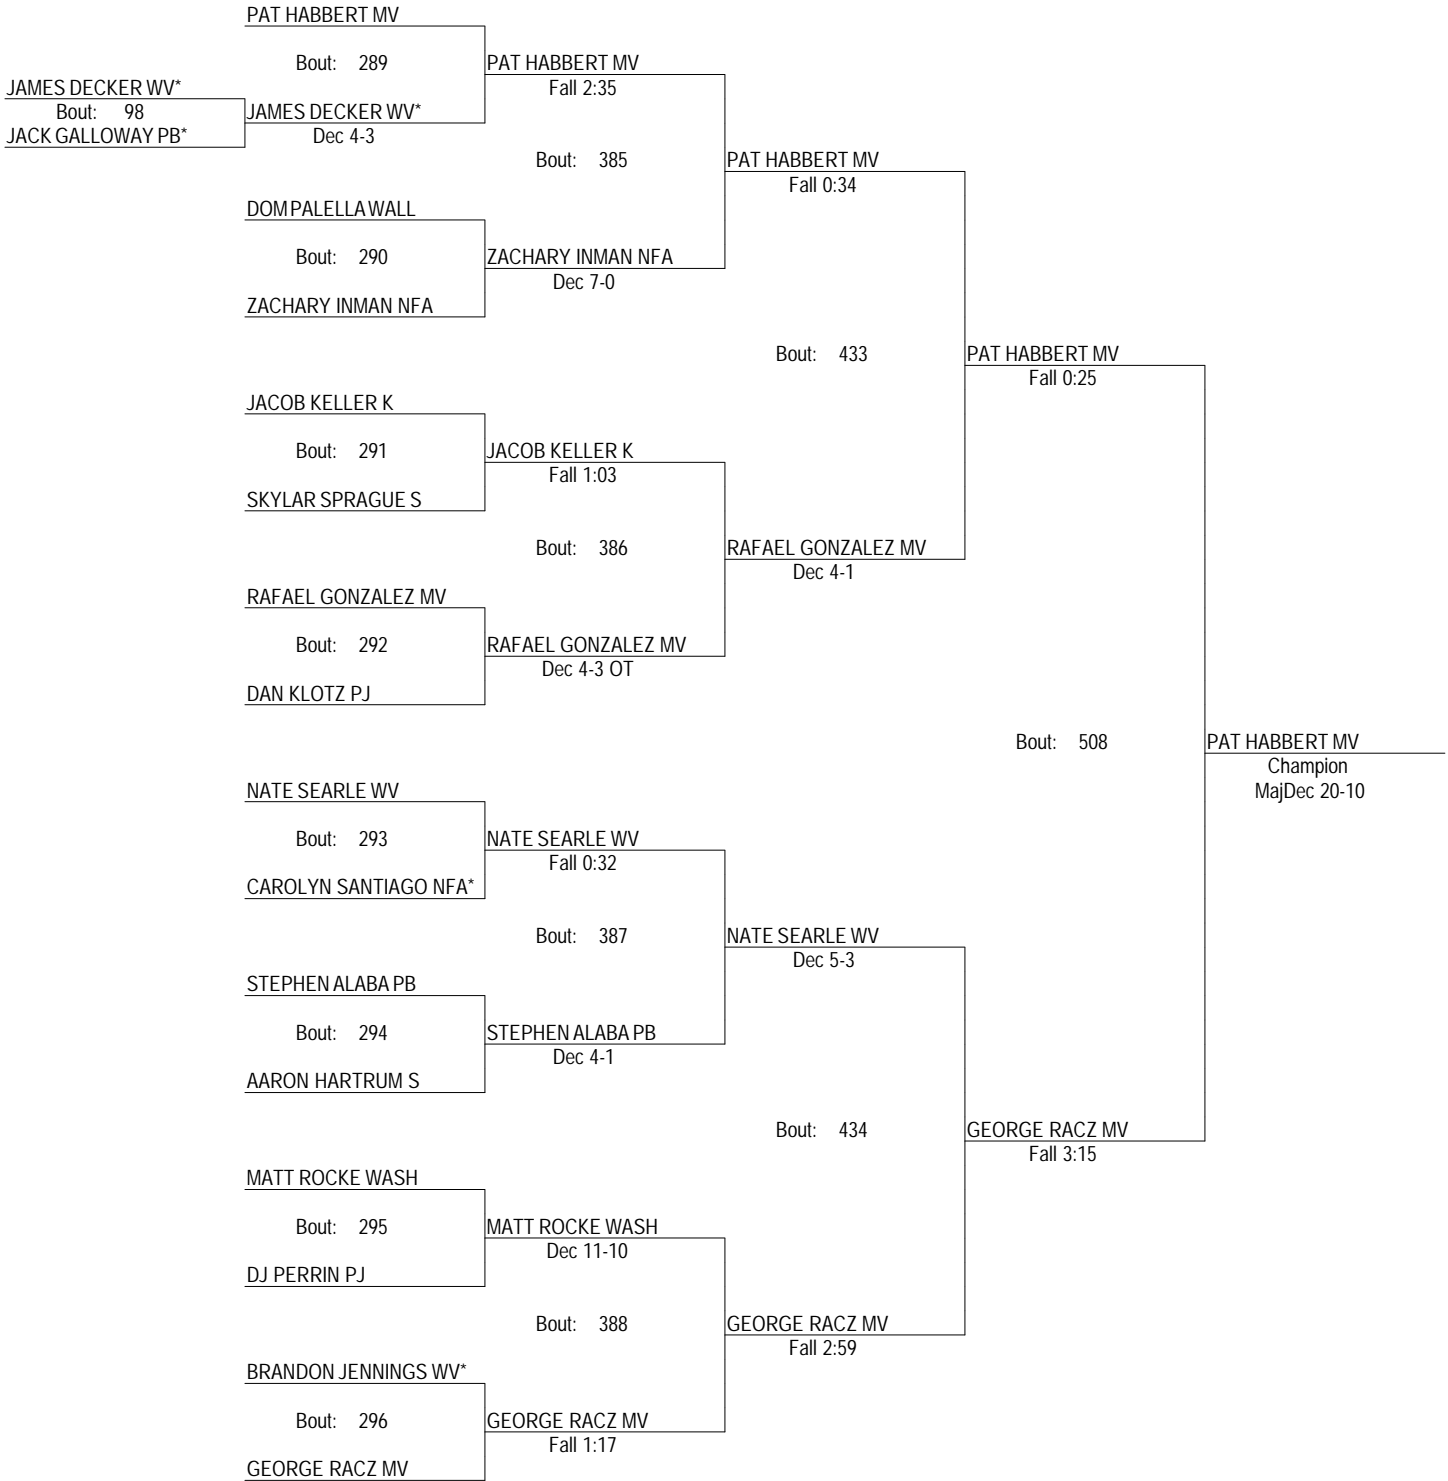 PAT HABBERT MV
Bout: 289
PAT HABBERT MV
Fall 2:35
JAMES DECKER WV*
Bout: 98
JACK GALLOWAY PB*
JAMES DECKER WV*
Dec 4-3
Bout: 385
PAT HABBERT MV
Fall 0:34
DOM PALELLA WALL
Bout: 290
ZACHARY INMAN NFA
Dec 7-0
ZACHARY INMAN NFA
Bout: 433
PAT HABBERT MV
Fall 0:25
JACOB KELLER K
Bout: 291
JACOB KELLER K
Fall 1:03
SKYLAR SPRAGUE S
Bout: 386
RAFAEL GONZALEZ MV
Dec 4-1
RAFAEL GONZALEZ MV
Bout: 292
RAFAEL GONZALEZ MV
Dec 4-3 OT
DAN KLOTZ PJ
Bout: 508
PAT HABBERT MV
Champion
MajDec 20-10
NATE SEARLE WV
Bout: 293
NATE SEARLE WV
Fall 0:32
CAROLYN SANTIAGO NFA*
Bout: 387
NATE SEARLE WV
Dec 5-3
STEPHEN ALABA PB
Bout: 294
STEPHEN ALABA PB
Dec 4-1
AARON HARTRUM S
Bout: 434
GEORGE RACZ MV
Fall 3:15
MATT ROCKE WASH
Bout: 295
MATT ROCKE WASH
Dec 11-10
DJ PERRIN PJ
Bout: 388
GEORGE RACZ MV
Fall 2:59
BRANDON JENNINGS WV*
Bout: 296
GEORGE RACZ MV
Fall 1:17
GEORGE RACZ MV